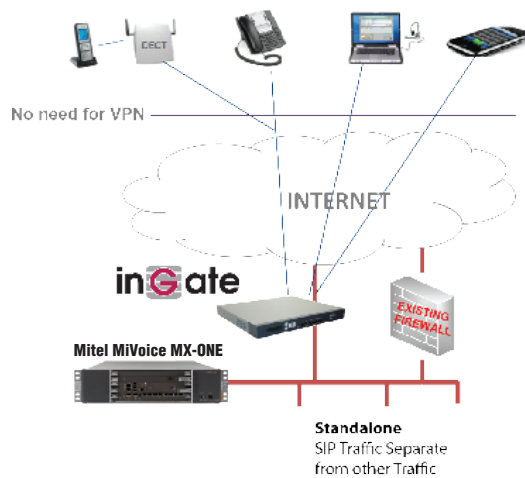 DECT
No need for VPN
INTERNET
inGate
EXISTING
FIREWALL
Mitel MiVoice MX-ONE
Standalone
SIP Traffic Separate
from other Traffic